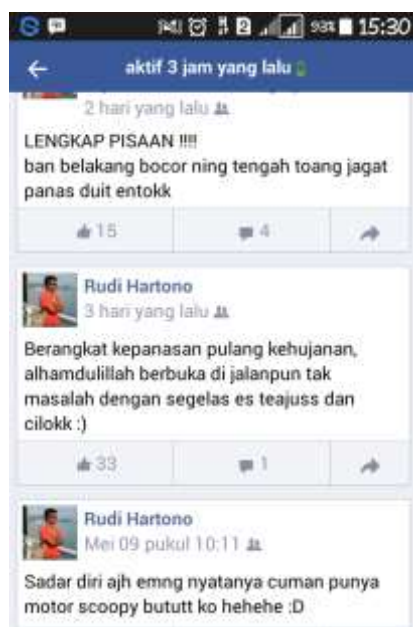 2 93% 15:30
aktif 3 jam yang lalu
2 hari yang lalu
LENGKAP PISAAN !!!!
ban belakang bocor ning tengah toang jagat
panas duit entokk
15 4
Rudi Hartono
3 hari yang lalu
Berangkat kepanasan pulang kehujanan,
alhamdulillah berbuka di jalanpun tak
masalah dengan segelas es teajuss dan
cilokk :)
33 1
Rudi Hartono
Mei 09 pukul 10:11
Sadar diri ajh emng nyatanya cuman punya
motor scoopy bututt ko hehehe :D